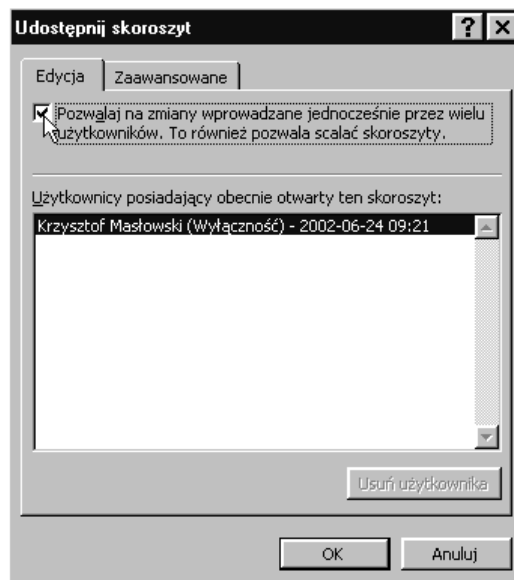 Udostępnij skoroszyt
Edycja
Zaawansowane
Pozwalaj na zmiany wprowadzane jednocześnie przez wielu
użytkowników. To również pozwala scalać skoroszyty.
Użytkownicy posiadający obecnie otwarty ten skoroszyt:
Krzysztof Masłowski (Wyłączność) - 2002-06-24 09:21
Usuń użytkownika
OK
Anuluj